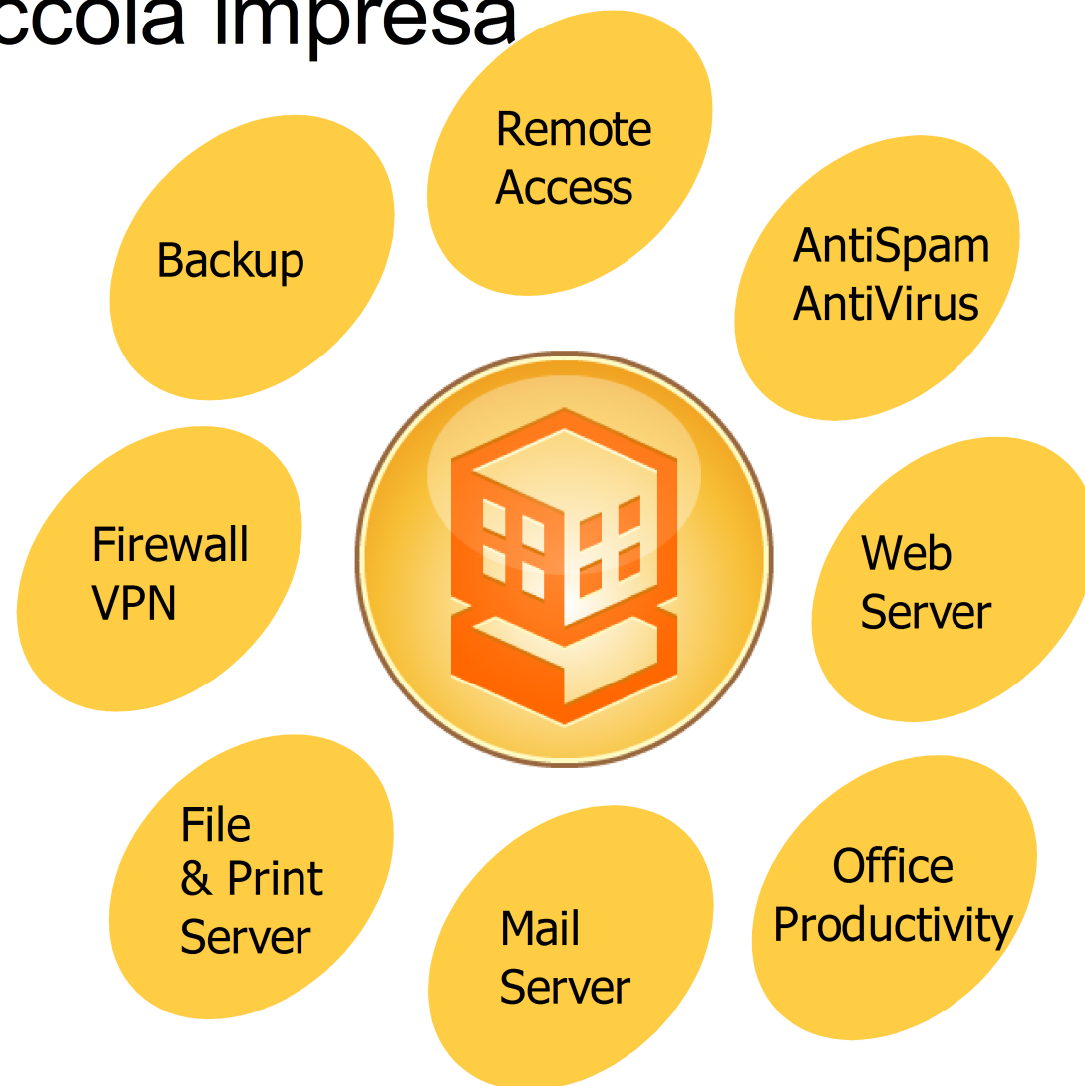 ccola impresa
Remote
Access
Backup
AntiSpam
AntiVirus
Firewall
VPN
Web
Server
File
& Print
Server
Office
Productivity
Mail
Server